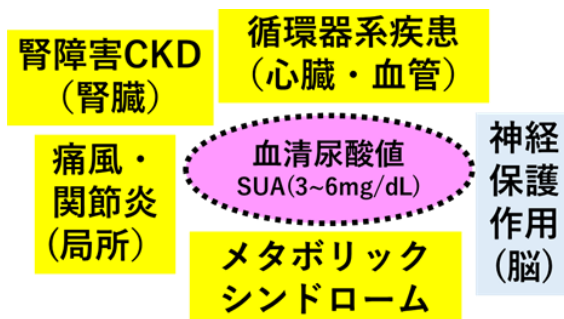 腎障害CKD
（腎臓）
循環器系疾患
（心臓・血管）
痛風・
関節炎
(局所）
血清尿酸値
SUA(3~6mg/dL)
神経
保護
作用
(脳)
メタボリック
シンドローム